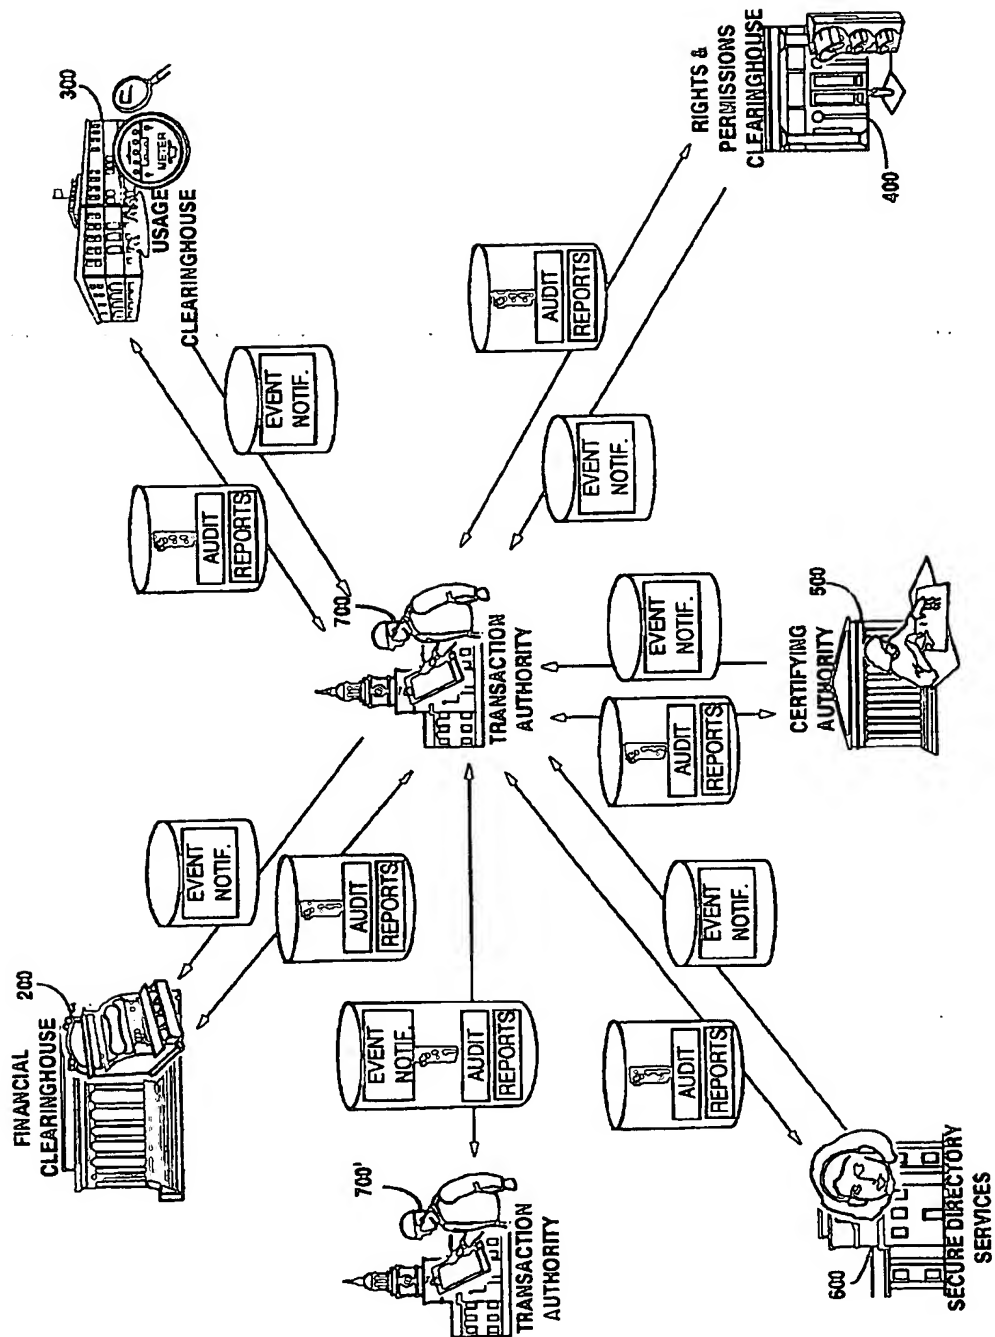 FINANCIAL
CLEARINGHOUSE
200
300
METER
USAGE
CLEARINGHOUSE
EVENT
NOTIF.
AUDIT
REPORTS
EVENT
NOTIF.
AUDIT
REPORTS
700'
TRANSACTION
AUTHORITY
EVENT
NOTIF.
AUDIT
REPORTS
700
TRANSACTION
AUTHORITY
AUDIT
REPORTS
EVENT
NOTIF.
AUDIT
REPORTS
EVENT
NOTIF.
AUDIT
REPORTS
EVENT
NOTIF.
RIGHTS &
PERMISSIONS
CLEARINGHOUSE
400
600
SECURE DIRECTORY
SERVICES
CERTIFYING
AUTHORITY
500